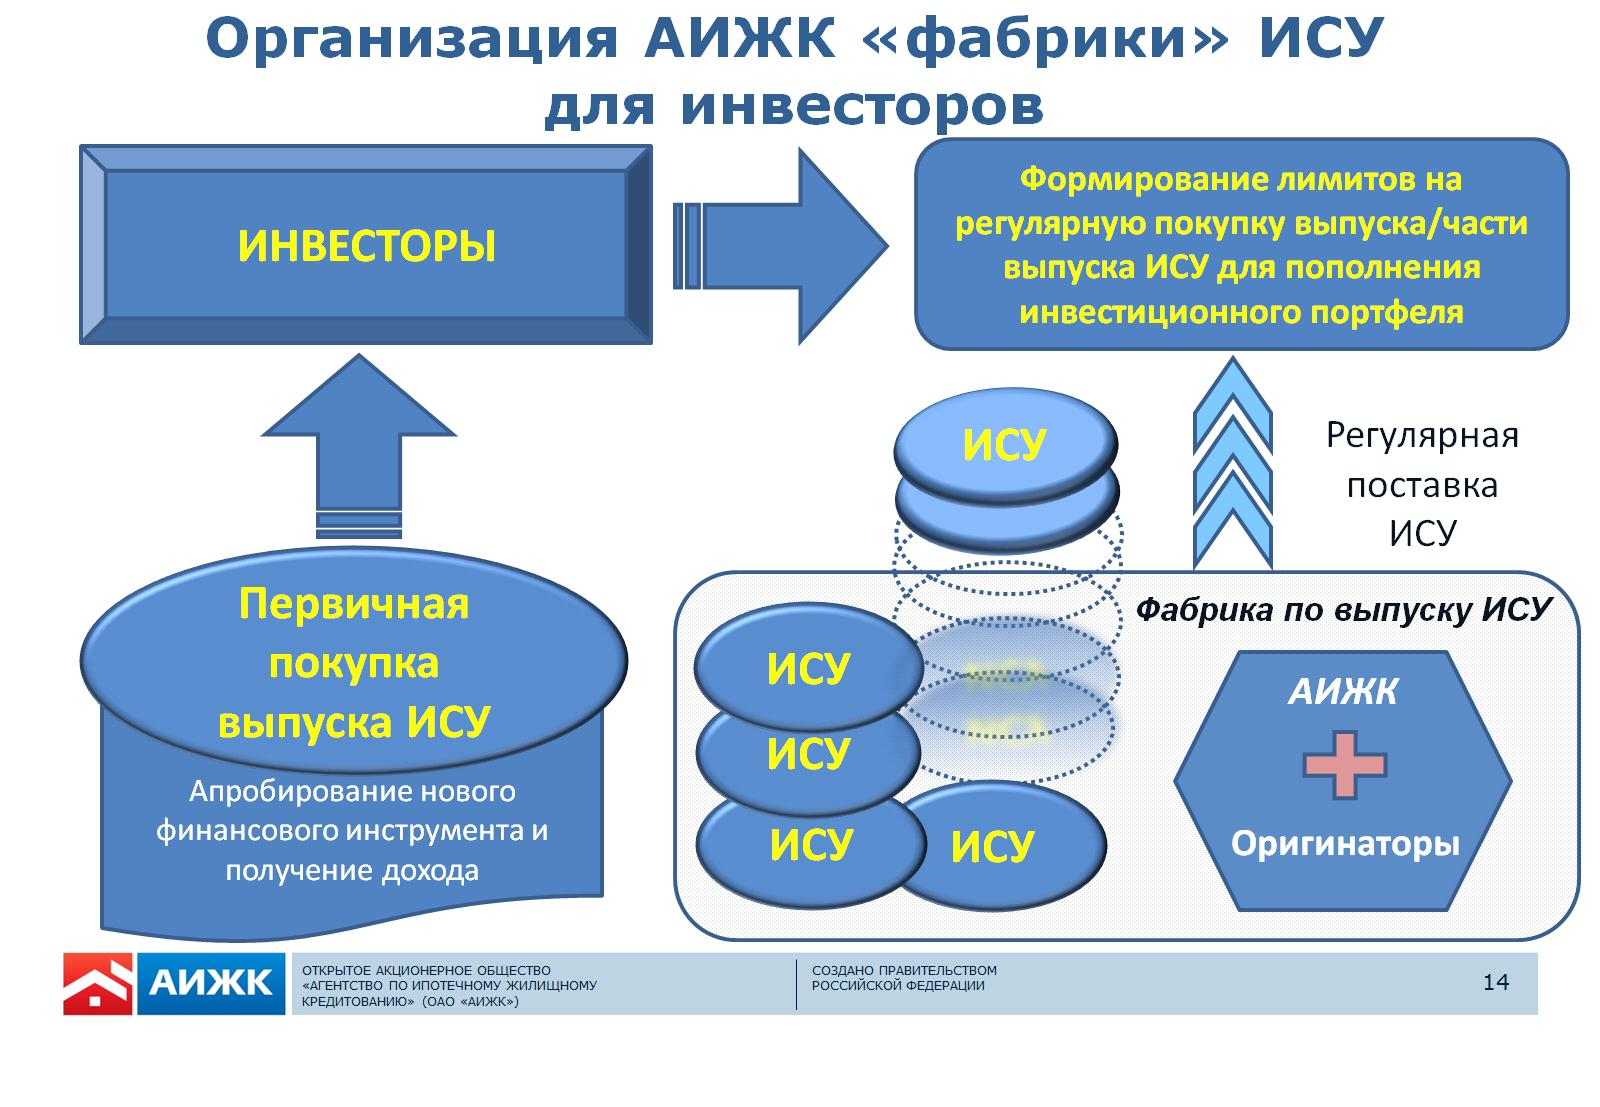 Организация АИЖК «фабрики» ИСУ
для инвесторов
ИНВЕСТОРЫ
Формирование лимитов на
регулярную покупку выпуска/части
выпуска ИСУ для пополнения
инвестиционного портфеля
ИСУ
Регулярная
поставка
ИСУ
Первичная
покупка
выпуска ИСУ
Апробирование нового
финансового инструмента и
получение дохода
Фабрика по выпуску ИСУ
ИСУ
ИСУ
ИСУ
ИСУ
АИЖК
Оригинаторы
АИЖК
ОТКРЫТОЕ АКЦИОНЕРНОЕ ОБЩЕСТВО
«АГЕНТСТВО ПО ИПОТЕЧНОМУ ЖИЛИЩНОМУ
КРЕДИТОВАНИЮ» (ОАО «АИЖК»)
СОЗДАНО ПРАВИТЕЛЬСТВОМ
РОССИЙСКОЙ ФЕДЕРАЦИИ
14